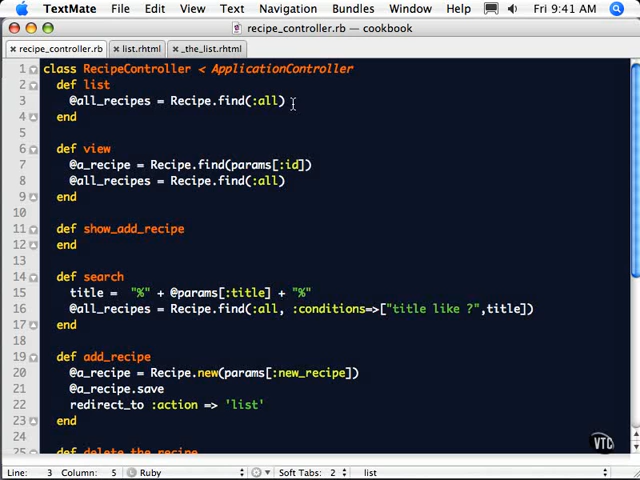 TextMate File Edit View Text Navigation Bundles Window Help Fri 9:41 AM
recipe_controller.rb — cookbook
× recipe_controller.rb × list.rhtml × _the_list.rhtml
1 class RecipeController < ApplicationController
2 def list
3 @all_recipes = Recipe.find(:all)
4 end
5
6 def view
7 @a_recipe = Recipe.find(params[:id])
8 @all_recipes = Recipe.find(:all)
9 end
10
11 def show_add_recipe
12 end
13
14 def search
15 title = "%" + @params[:title] + "%"
16 @all_recipes = Recipe.find(:all, :conditions=>["title like ?",title])
17 end
18
19 def add_recipe
20 @a_recipe = Recipe.new(params[:new_recipe])
21 @a_recipe.save
22 redirect_to :action => 'list'
23 end
24
25 def delete_the_recipe
VTC
Line: 3 Column: 5 Ruby Soft Tabs: 2 list